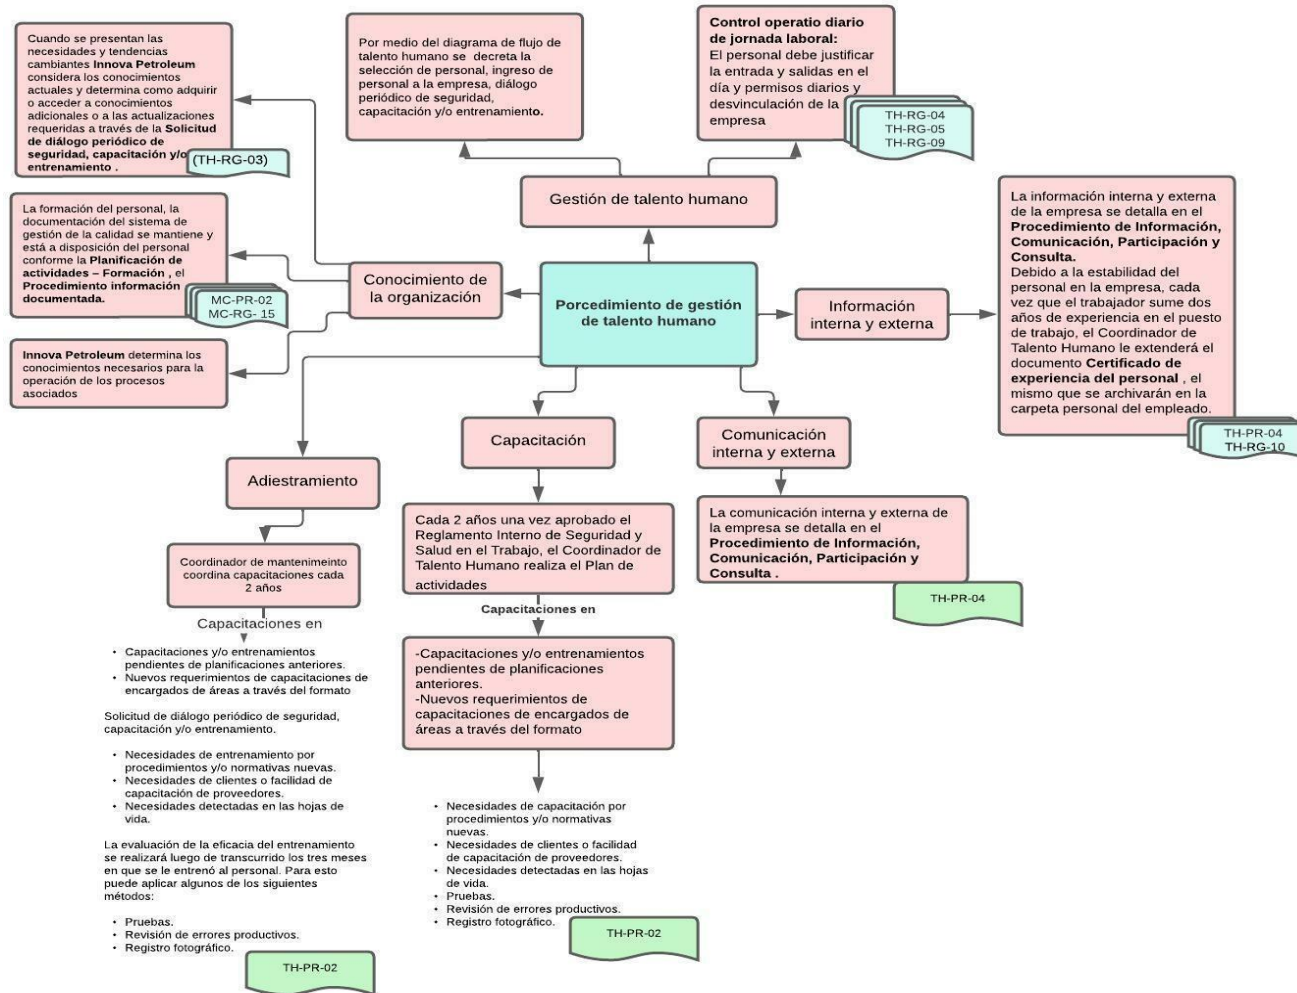 Cuando se presentan las
necesidades y tendencias
cambiantes Innova Petroleum
considera los conocimientos
actuales y determina como adquirir
o acceder a conocimientos
adicionales o a las actualizaciones
requeridas a través de la Solicitud
de diálogo periódico de
seguridad, capacitación y/o
entrenamiento .
(TH-RG-03)
Por medio del diagrama de flujo de
talento humano se decreta la
selección de personal, ingreso de
personal a la empresa, diálogo
periódico de seguridad,
capacitación y/o entrenamiento.
Control operatio diario
de jornada laboral:
El personal debe justificar
la entrada y salidas en el
día y permisos diarios y
desvinculación de la
empresa
TH-RG-04
TH-RG-05
TH-RG-09
Gestión de talento humano
La formación del personal, la
documentación del sistema de
gestión de la calidad se mantiene y
está a disposición del personal
conforme la Planificación de
actividades – Formación , el
Procedimiento información
documentada.
MC-PR-02
MC-RG- 15
Conocimiento de
la organización
Porcedimiento de gestión
de talento humano
Información
interna y externa
La información interna y externa
de la empresa se detalla en el
Procedimiento de Información,
Comunicación, Participación y
Consulta.
Debido a la estabilidad del
personal en la empresa, cada
vez que el trabajador sume dos
años de experiencia en el puesto
de trabajo, el Coordinador de
Talento Humano le extenderá el
documento Certificado de
experiencia del personal , el
mismo que se archivarán en la
carpeta personal del empleado.
TH-PR-04
TH-RG-10
Innova Petroleum determina los
conocimientos necesarios para la
operación de los procesos
asociados
Adiestramiento
Capacitación
Comunicación
interna y externa
Coordinador de mantenimeinto
coordina capacitaciones cada
2 años
Capacitaciones en
• Capacitaciones y/o entrenamientos
pendientes de planificaciones anteriores.
• Nuevos requerimientos de capacitaciones de
encargados de áreas a través del formato
Solicitud de diálogo periódico de seguridad,
capacitación y/o entrenamiento.
• Necesidades de entrenamiento por
procedimientos y/o normativas nuevas.
• Necesidades de clientes o facilidad de
capacitación de proveedores.
• Necesidades detectadas en las hojas de
vida.
La evaluación de la eficacia del entrenamiento
se realizará luego de transcurrido los tres meses
en que se le entrenó al personal. Para esto
puede aplicar algunos de los siguientes
métodos:
• Pruebas.
• Revisión de errores productivos.
• Registro fotográfico.
TH-PR-02
Cada 2 años una vez aprobado el
Reglamento Interno de Seguridad y
Salud en el Trabajo, el Coordinador de
Talento Humano realiza el Plan de
actividades
Capacitaciones en
-Capacitaciones y/o entrenamientos
pendientes de planificaciones
anteriores.
-Nuevos requerimientos de
capacitaciones de encargados de
áreas a través del formato
• Necesidades de capacitación por
procedimientos y/o normativas
nuevas.
• Necesidades de clientes o facilidad
de capacitación de proveedores.
• Necesidades detectadas en las hojas
de vida.
• Pruebas.
• Revisión de errores productivos.
• Registro fotográfico.
TH-PR-02
La comunicación interna y externa de
la empresa se detalla en el
Procedimiento de Información,
Comunicación, Participación y
Consulta .
TH-PR-04